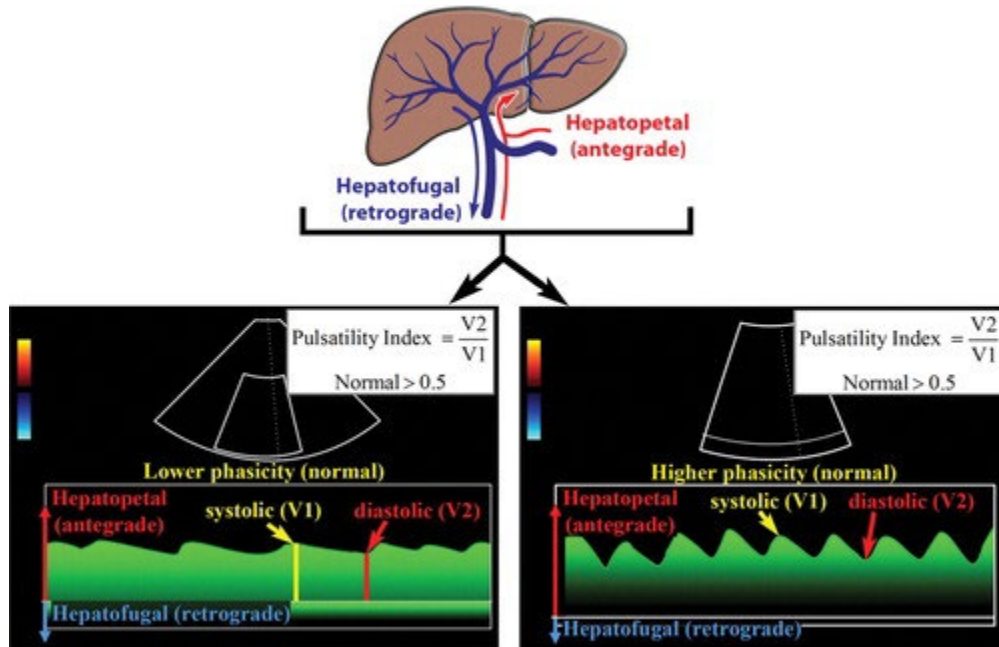 Hepatopetal
(antegrade)
Hepatofugal
(retrograde)
Pulsatility Index = V2/V1
Normal > 0.5
Lower phasicity (normal)
Hepatopetal
(antegrade)
systolic (V1)
diastolic (V2)
Hepatofugal (retrograde)
Pulsatility Index = V2/V1
Normal > 0.5
Higher phasicity (normal)
Hepatopetal
(antegrade)
systolic (V1)
diastolic (V2)
Hepatofugal (retrograde)